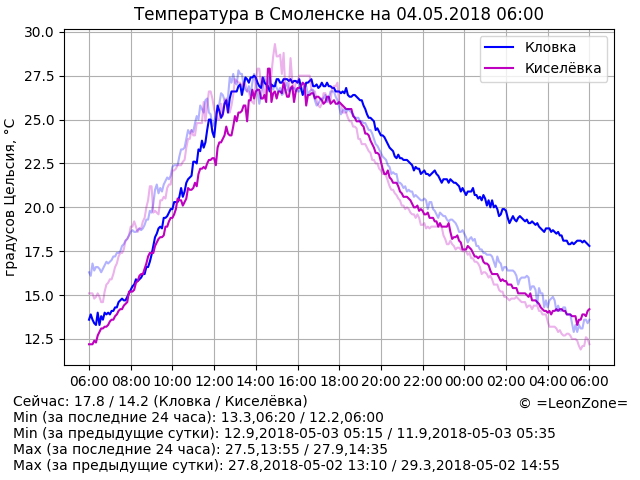 Температура в Смоленске на 04.05.2018 06:00
градусов Цельсия, °C
30.0
27.5
25.0
22.5
20.0
17.5
15.0
12.5
Кловка
Киселёвка
06:00 08:00 10:00 12:00 14:00 16:00 18:00 20:00 22:00 00:00 02:00 04:00 06:00
Сейчас: 17.8 / 14.2 (Кловка / Киселёвка)
© =LeonZone=
Min (за последние 24 часа): 13.3,06:20 / 12.2,06:00
Min (за предыдущие сутки): 12.9,2018-05-03 05:15 / 11.9,2018-05-03 05:35
Max (за последние 24 часа): 27.5,13:55 / 27.9,14:35
Max (за предыдущие сутки): 27.8,2018-05-02 13:10 / 29.3,2018-05-02 14:55